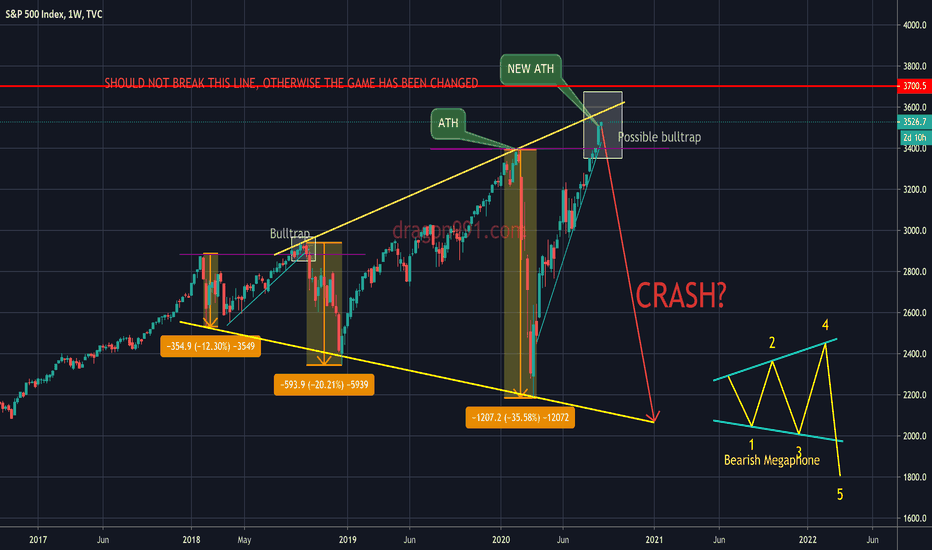 S&P 500 Index, 1W, TVC
4000.0
3800.0
SHOULD NOT BREAK THIS LINE, OTHERWISE THE GAME HAS BEEN CHANGED
3700.5
NEW ATH
3600.0
ATH
3526.7
2d 10h
Possible bulltrap
3400.0
3200.0
dragon991.com
Bulltrap
3000.0
2800.0
CRASH?
2600.0
−354.9 (−12.30%) −3549
2400.0
−593.9 (−20.21%) −5939
2200.0
−1207.2 (−35.58%) −12072
2000.0
2
4
1
3
Bearish Megaphone
5
1800.0
1600.0
2017 Jun 2018 May 2019 Jun 2020 Jun 2021 Jun 2022 Jun